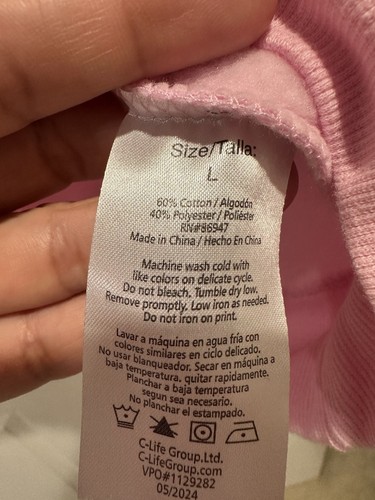 Size/Talla:
L
60% Cotton / Algodón
40% Polyester / Poliéster
RN#86947
Made in China / Hecho En China
Machine wash cold with
like colors on delicate cycle.
Do not bleach. Tumble dry low.
Remove promptly. Low iron as needed.
Do not iron on print.
Lavar a máquina en agua fría con
colores similares en ciclo delicado.
No usar blanqueador. Secar en máquina a
baja temperatura. quitar rapidamente.
Planchar a baja temperatura
segun sea necesario.
No planchar el estampado.
C-Life Group.Ltd.
C-LifeGroup.com
VPO#1129282
05/2024